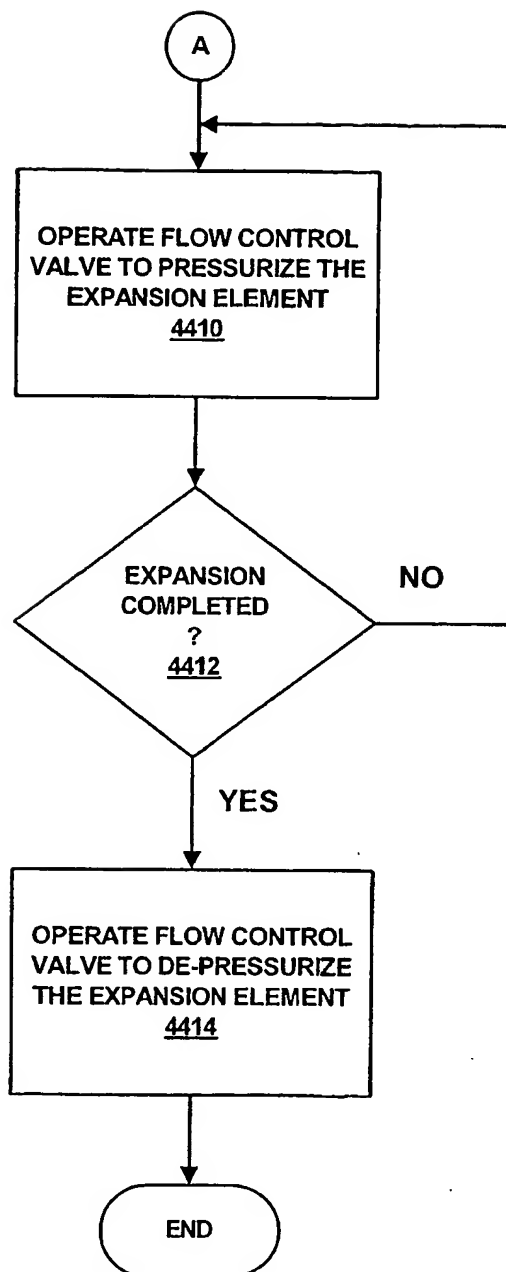 A
OPERATE FLOW CONTROL
VALVE TO PRESSURIZE THE
EXPANSION ELEMENT
4410
EXPANSION
COMPLETED
?
4412
NO
YES
OPERATE FLOW CONTROL
VALVE TO DE-PRESSURIZE
THE EXPANSION ELEMENT
4414
END